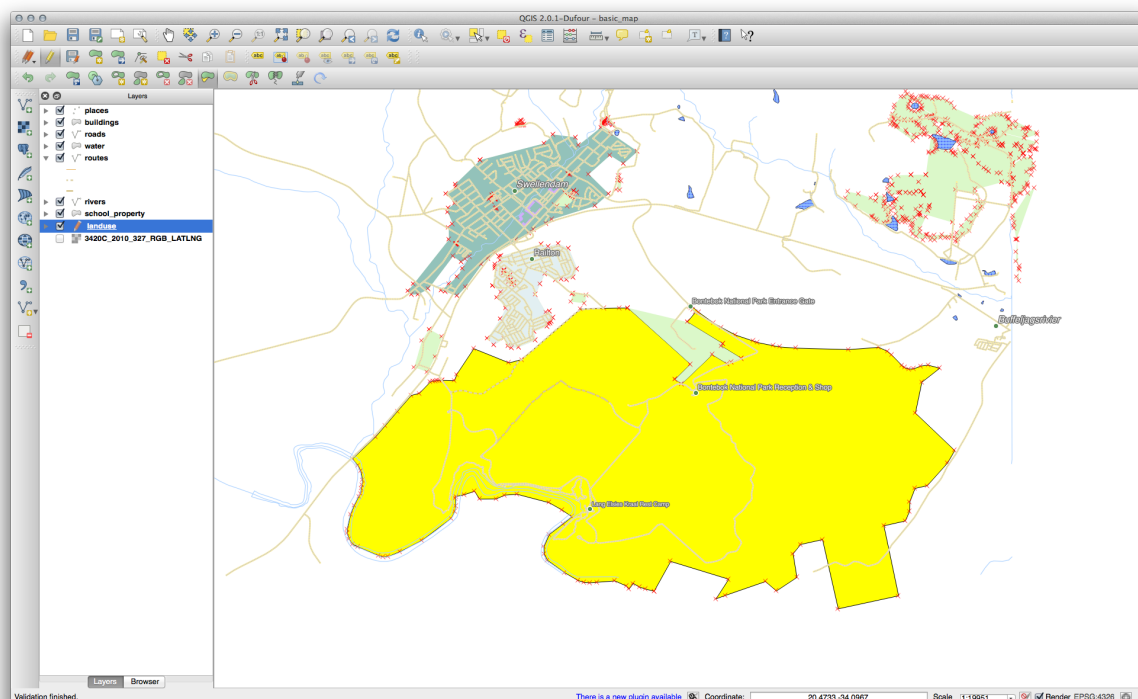 QGIS 2.0.1-Dufour – basic_map
Layers
places
buildings
roads
water
routes
rivers
school_property
landuse
3420C_2010_327_RGB_LATLNG
Swellendam
Railton
Bontebok National Park Entrance Gate
Buffeljagsrivier
Bontebok National Park Reception & Shop
Lang Elsies Kraal Rest Camp
Layers
Browser
Validation finished.
There is a new plugin available
Coordinate:
20.4733,-34.0967
Scale
1:19951
Render
EPSG:4326